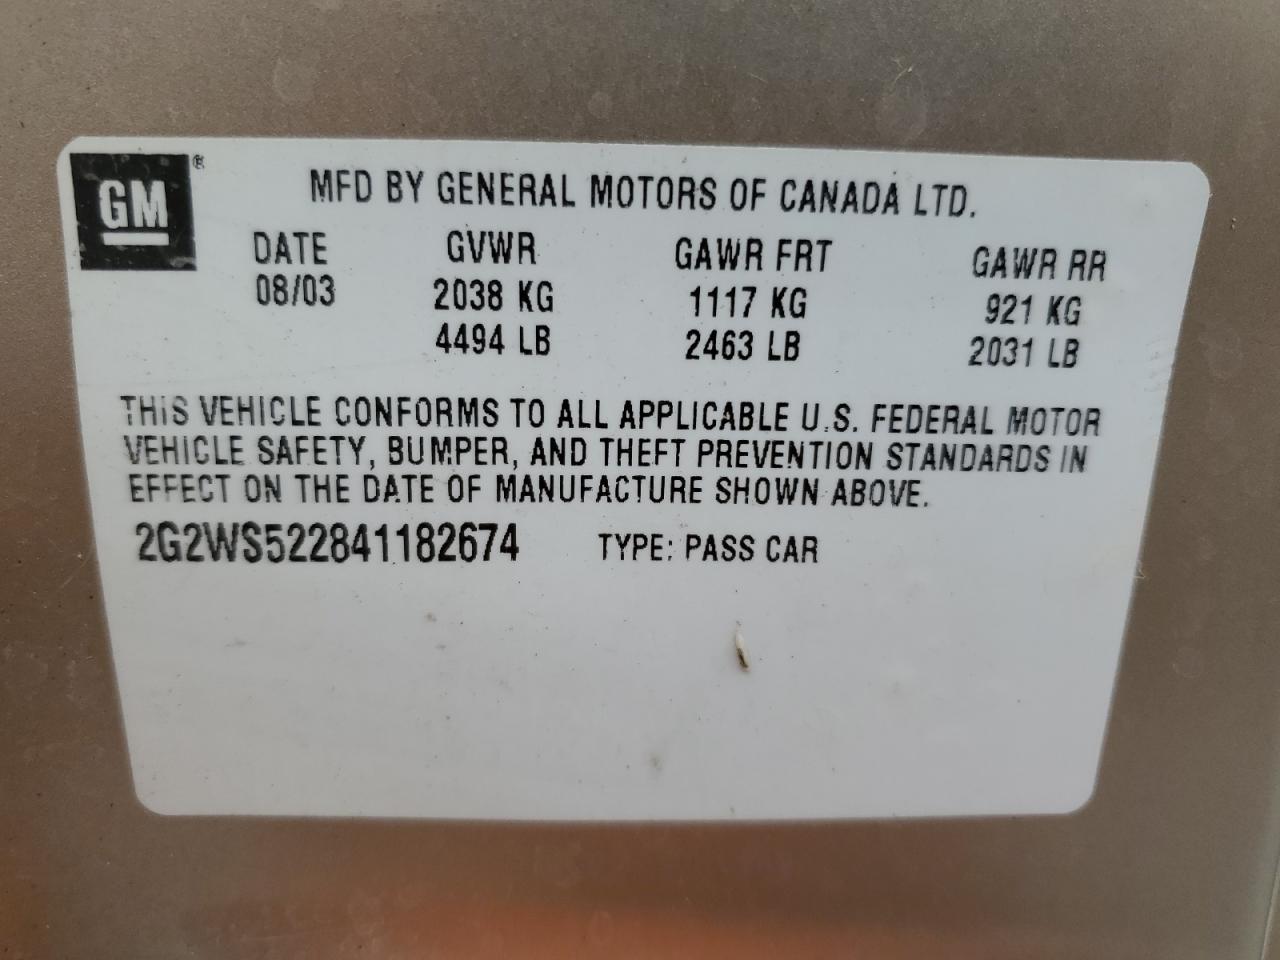 GM®
MFD BY GENERAL MOTORS OF CANADA LTD.
DATE GVWR GAWR FRT GAWR RR
08/03 2038 KG 1117 KG 921 KG
4494 LB 2463 LB 2031 LB
THIS VEHICLE CONFORMS TO ALL APPLICABLE U.S. FEDERAL MOTOR
VEHICLE SAFETY, BUMPER, AND THEFT PREVENTION STANDARDS IN
EFFECT ON THE DATE OF MANUFACTURE SHOWN ABOVE.
2G2WS522841182674 TYPE: PASS CAR